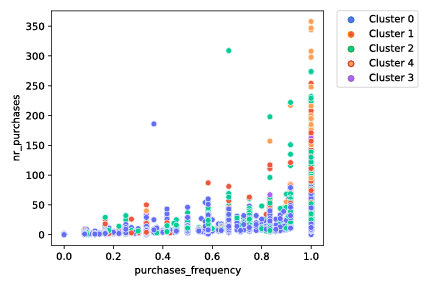 Cluster 0
Cluster 1
Cluster 2
Cluster 4
Cluster 3
350
300
250
200
150
100
50
0
nr_purchases
0.0 0.2 0.4 0.6 0.8 1.0
purchases_frequency